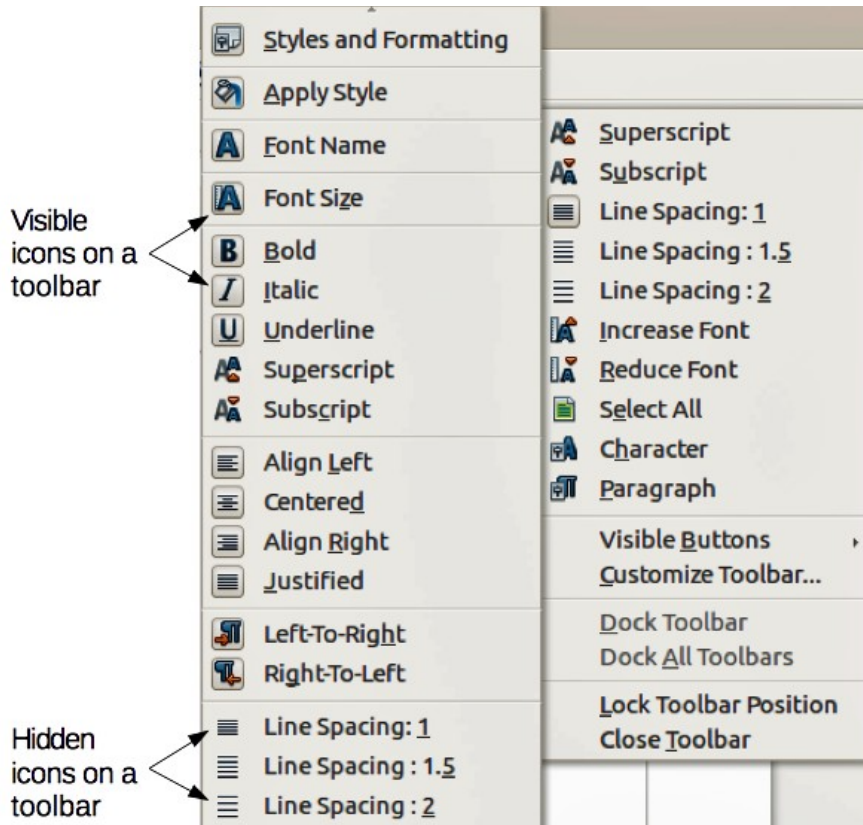 Visible
icons on a
toolbar
Hidden
icons on a
toolbar
Styles and Formatting
Apply Style
Font Name
Font Size
Bold
Italic
Underline
Superscript
Subscript
Align Left
Centered
Align Right
Justified
Left-To-Right
Right-To-Left
Line Spacing: 1
Line Spacing : 1.5
Line Spacing : 2
Superscript
Subscript
Line Spacing: 1
Line Spacing : 1.5
Line Spacing : 2
Increase Font
Reduce Font
Select All
Character
Paragraph
Visible Buttons
Customize Toolbar...
Dock Toolbar
Dock All Toolbars
Lock Toolbar Position
Close Toolbar